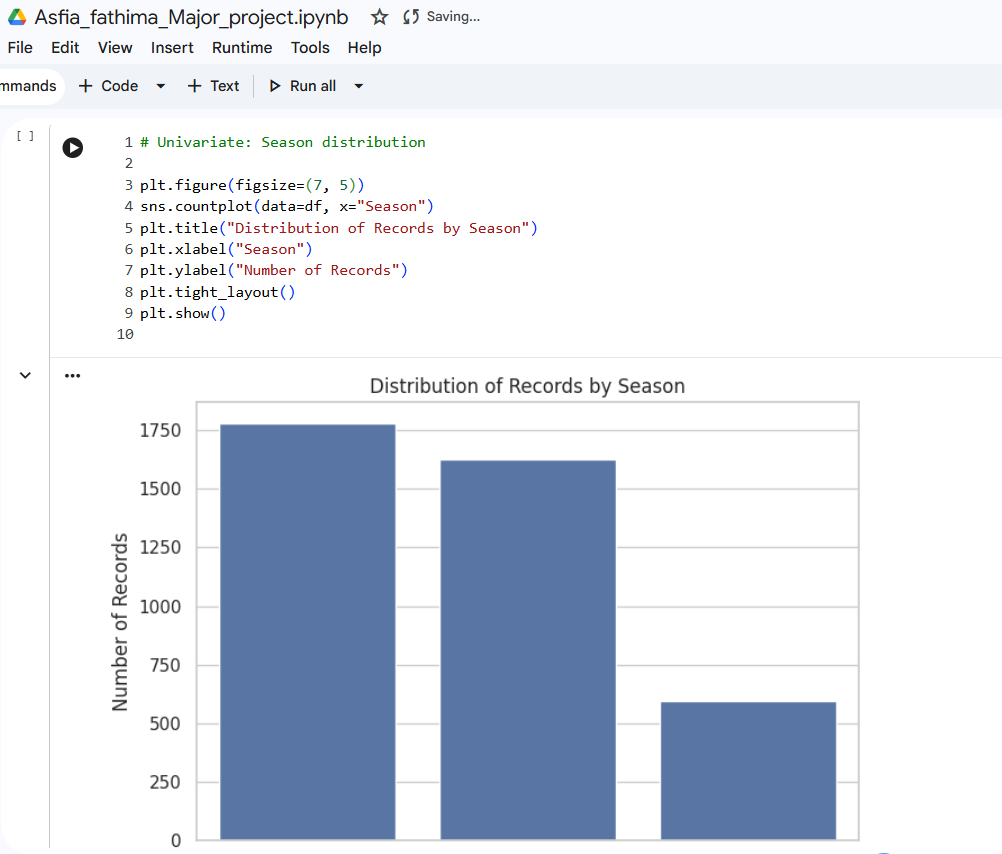 Asfia_fathima_Major_project.ipynb Saving...
File Edit View Insert Runtime Tools Help
mmands + Code + Text Run all
[ ]
1 # Univariate: Season distribution
2
3 plt.figure(figsize=(7, 5))
4 sns.countplot(data=df, x="Season")
5 plt.title("Distribution of Records by Season")
6 plt.xlabel("Season")
7 plt.ylabel("Number of Records")
8 plt.tight_layout()
9 plt.show()
10
Distribution of Records by Season
Number of Records
1750
1500
1250
1000
750
500
250
0